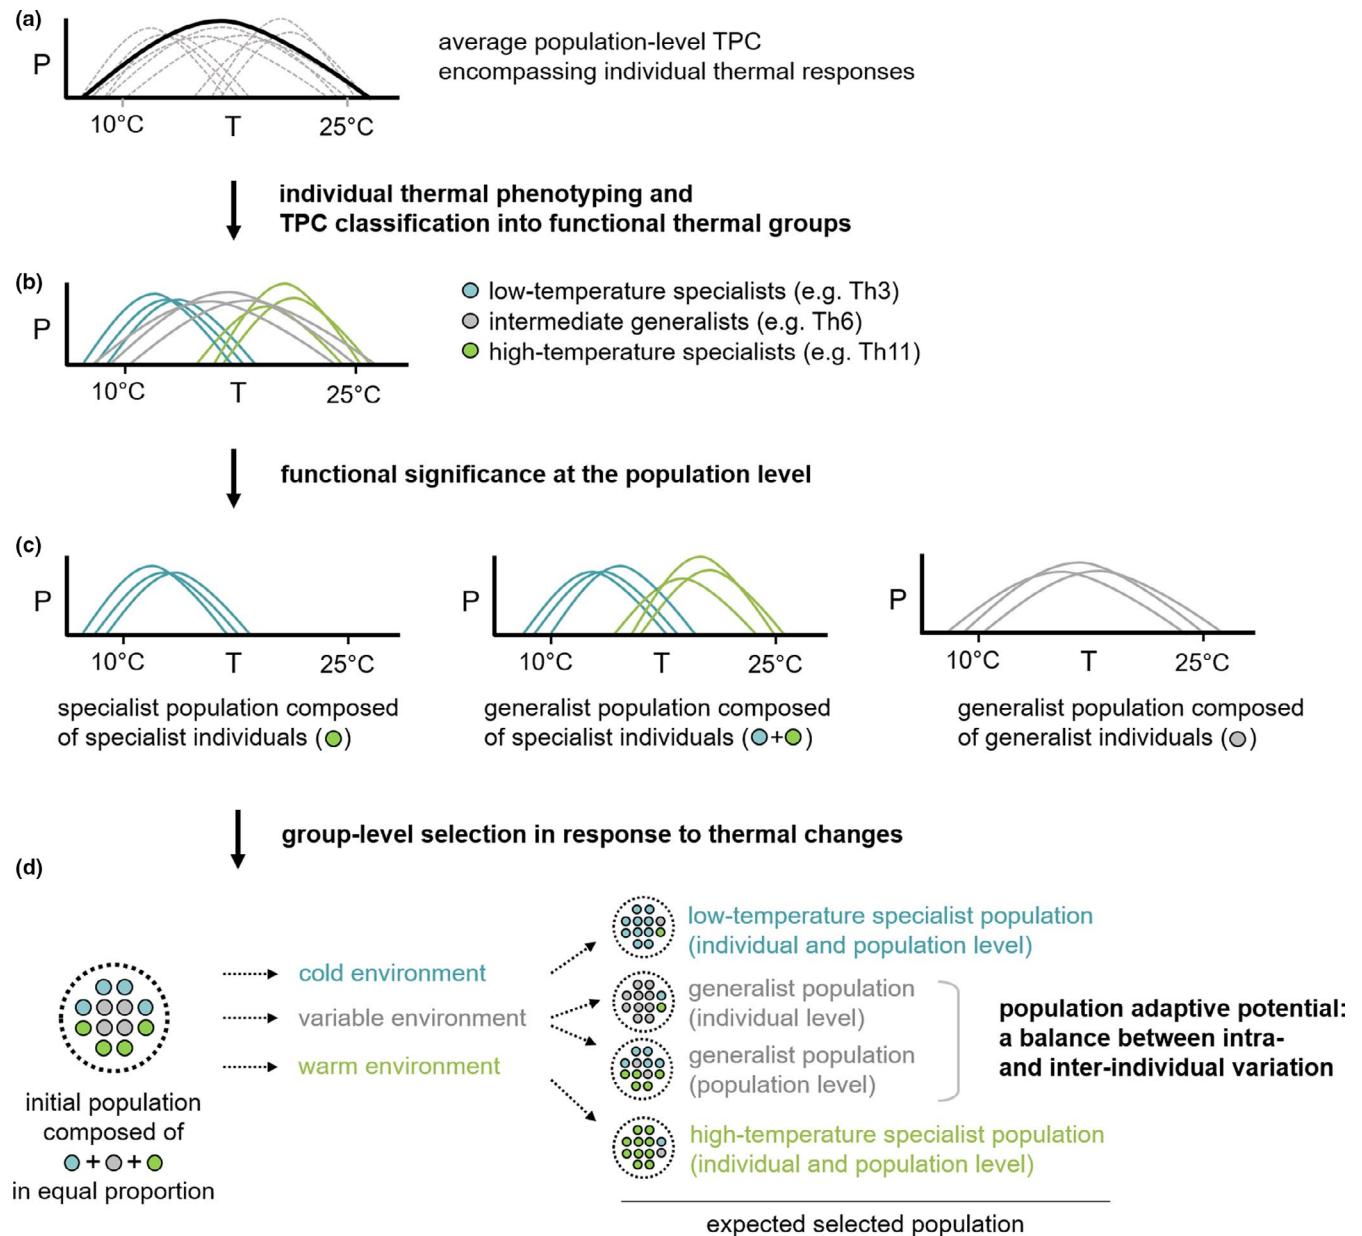 (a)
P
average population-level TPC
encompassing individual thermal responses
10°C T 25°C
individual thermal phenotyping and
TPC classification into functional thermal groups
(b)
P
low-temperature specialists (e.g. Th3)
intermediate generalists (e.g. Th6)
high-temperature specialists (e.g. Th11)
10°C T 25°C
functional significance at the population level
(c)
P
10°C T 25°C
specialist population composed
of specialist individuals ( )
P
10°C T 25°C
generalist population composed
of specialist individuals ( + )
P
10°C T 25°C
generalist population composed
of generalist individuals ( )
group-level selection in response to thermal changes
(d)
initial population
composed of
+ +
in equal proportion
cold environment
variable environment
warm environment
low-temperature specialist population
(individual and population level)
generalist population
(individual level)
generalist population
(population level)
high-temperature specialist population
(individual and population level)
expected selected population
population adaptive potential:
a balance between intra-
and inter-individual variation